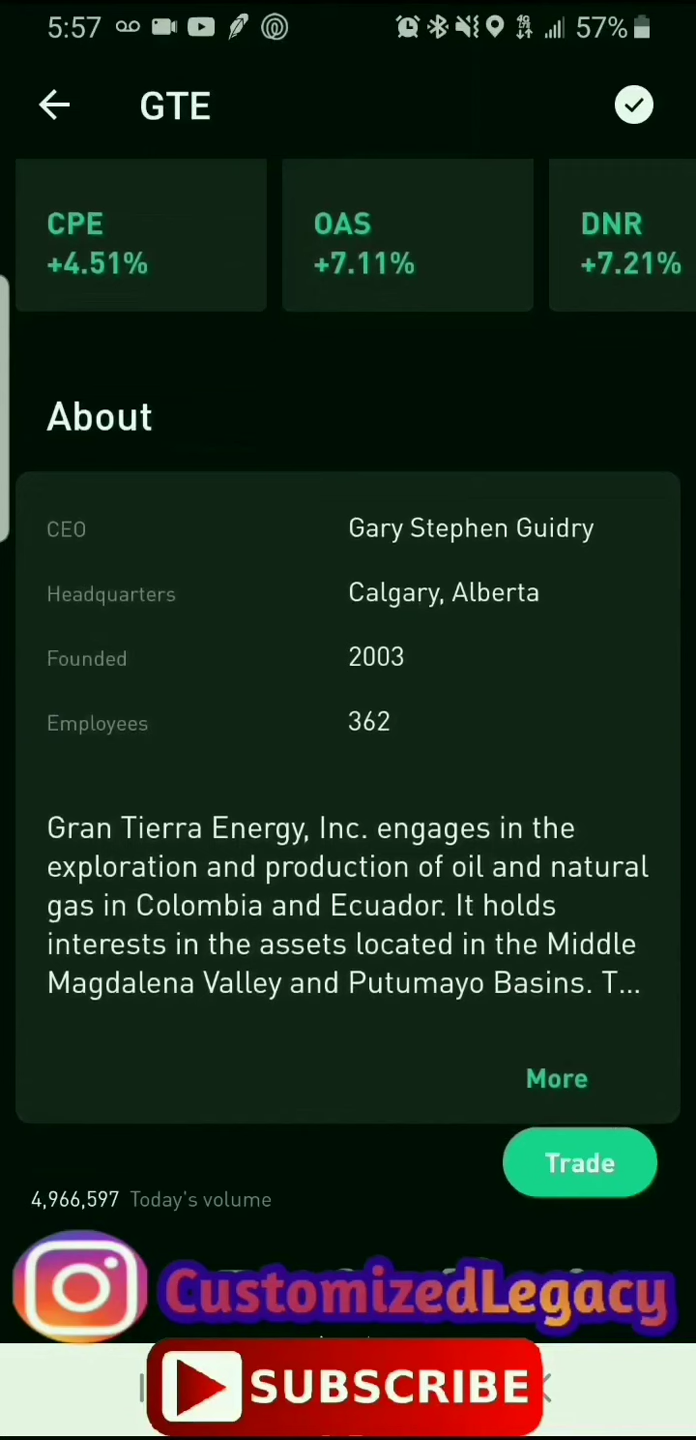 5:57 57%
GTE
CPE OAS DNR
+4.51% +7.11% +7.21%
About
CEO Gary Stephen Guidry
Headquarters Calgary, Alberta
Founded 2003
Employees 362
Gran Tierra Energy, Inc. engages in the
exploration and production of oil and natural
gas in Colombia and Ecuador. It holds
interests in the assets located in the Middle
Magdalena Valley and Putumayo Basins. T...
More
Trade
4,966,597 Today's volume
CustomizedLegacy
SUBSCRIBE